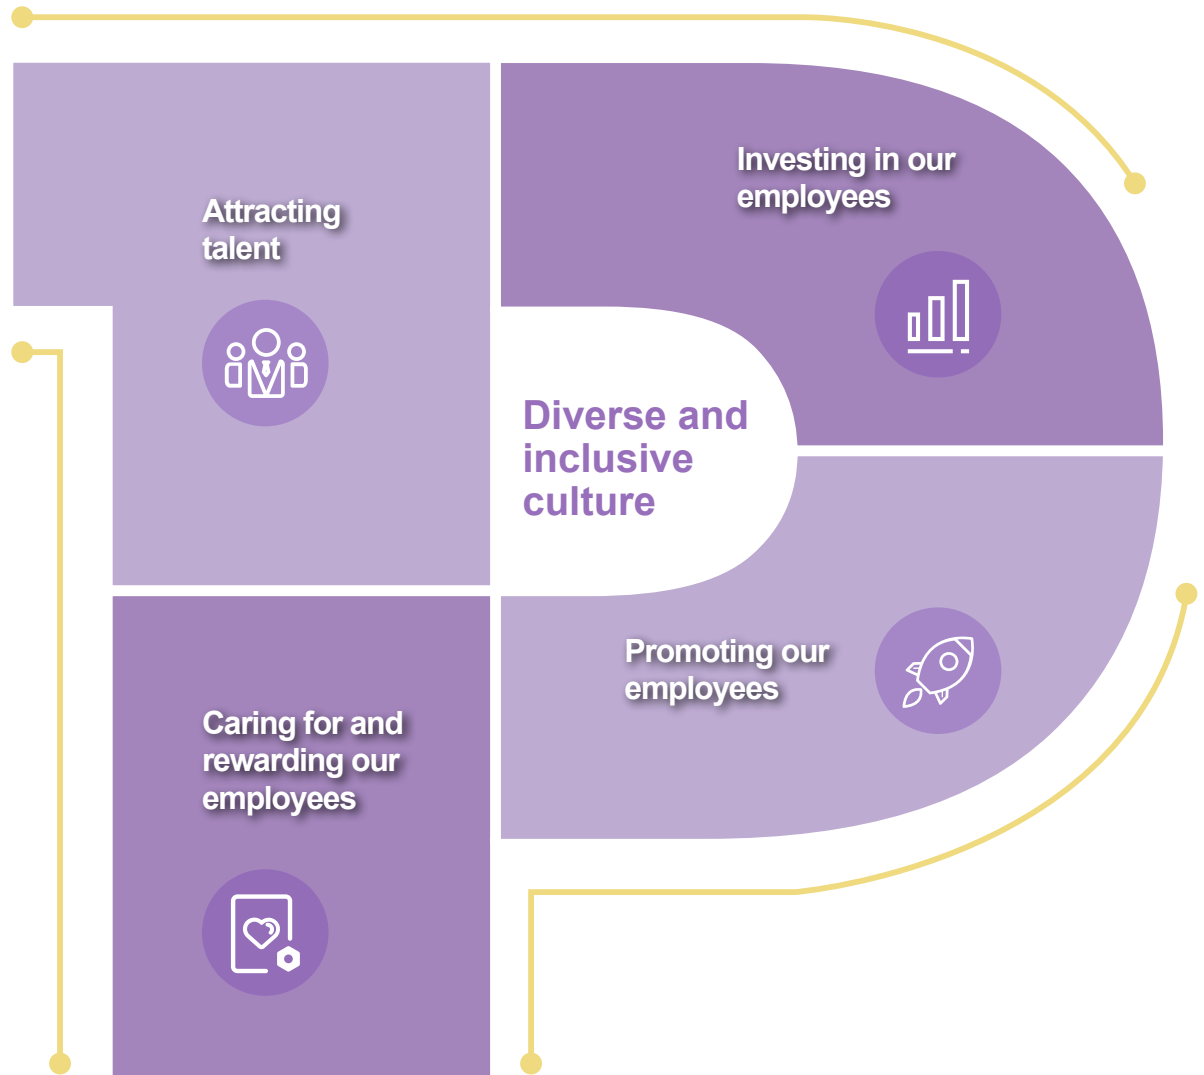 Attracting
talent
Investing in our
employees
Diverse and
inclusive
culture
Promoting our
employees
Caring for and
rewarding our
employees